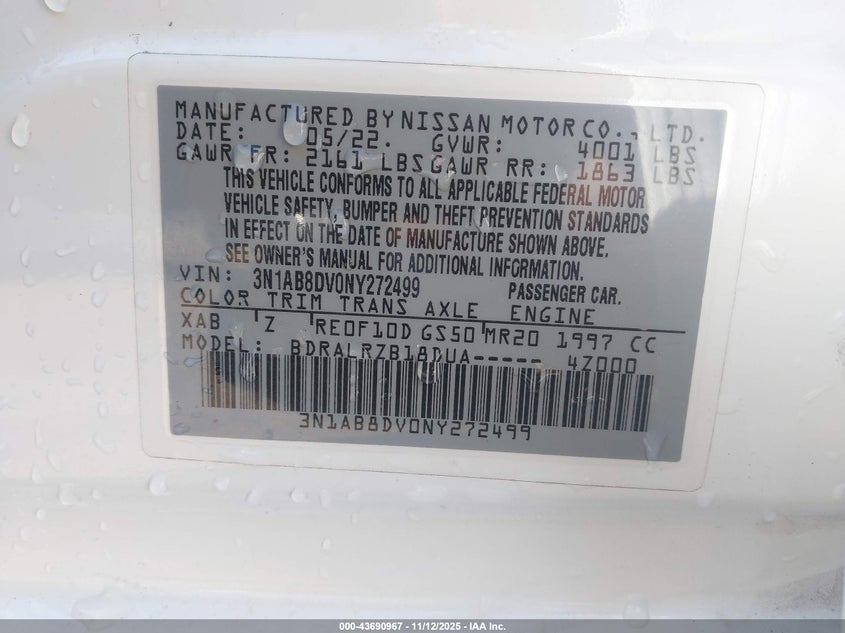 MANUFACTURED BY NISSAN MOTOR CO., LTD.
DATE: 05/22. GVWR: 4001 LBS
GAWR FR: 2161 LBS GAWR RR: 1863 LBS
THIS VEHICLE CONFORMS TO ALL APPLICABLE FEDERAL MOTOR
VEHICLE SAFETY, BUMPER AND THEFT PREVENTION STANDARDS
IN EFFECT ON THE DATE OF MANUFACTURE SHOWN ABOVE.
SEE OWNER'S MANUAL FOR ADDITIONAL INFORMATION.
VIN: 3N1AB8DV0NY272499 PASSENGER CAR.
COLOR TRIM TRANS AXLE ENGINE
XAB Z RE0F10D GS50 MR20 1997 CC
MODEL: BDRALRZB18DUA----- 4Z000
3N1AB8DV0NY272499
000-43690967 - 11/12/2025 - IAA Inc.